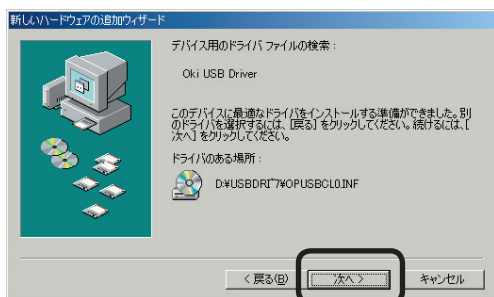 新しいハードウェアの追加ウィザード
デバイス用のドライバ ファイルの検索 :
Oki USB Driver
このデバイスに最適なドライバをインストールする準備ができました。別
のドライバを選択するには、[戻る] をクリックしてください。続けるには、[
次へ] をクリックしてください。
ドライバのある場所 :
D:¥USBDRI~7¥OPUSBCL0.INF
< 戻る(B)
次へ >
キャンセル